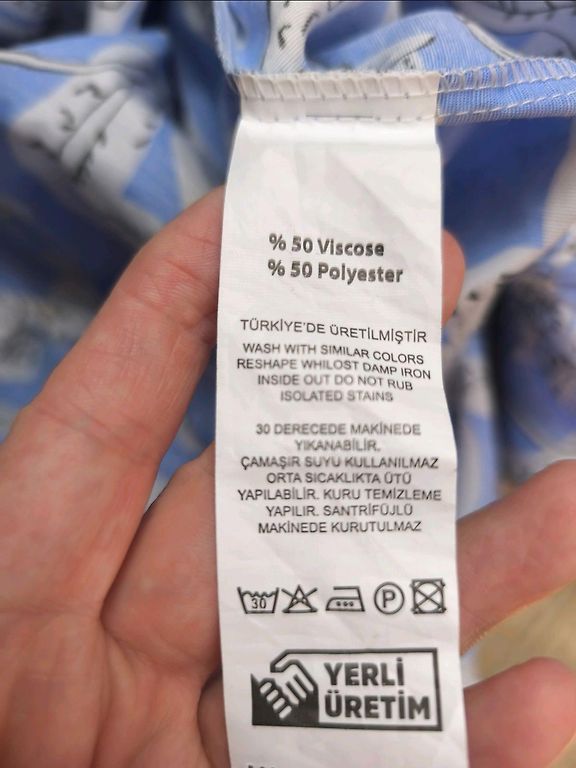 % 50 Viscose
% 50 Polyester
TÜRKİYE'DE ÜRETİLMİŞTİR
WASH WITH SIMILAR COLORS
RESHAPE WHILOST DAMP IRON
INSIDE OUT DO NOT RUB
ISOLATED STAINS
30 DERECEDE MAKİNEDE
YIKANABİLİR.
ÇAMAŞIR SUYU KULLANILMAZ
ORTA SICAKLIKTA ÜTÜ
YAPILABİLİR. KURU TEMİZLEME
YAPILIR. SANTRİFÜJLÜ
MAKİNEDE KURUTULMAZ
30 P
YERLİ
ÜRETİM